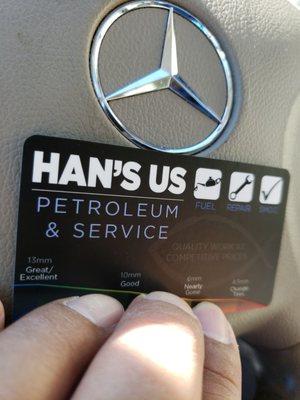 HAN'S US
PETROLEUM
& SERVICE
FUEL REPAIR SMOG
QUALITY WORK AT
COMPETITIVE PRICES
13mm
Great/
Excellent
10mm
Good
6mm
Nearly
Gone
4.5mm
Change
Tires